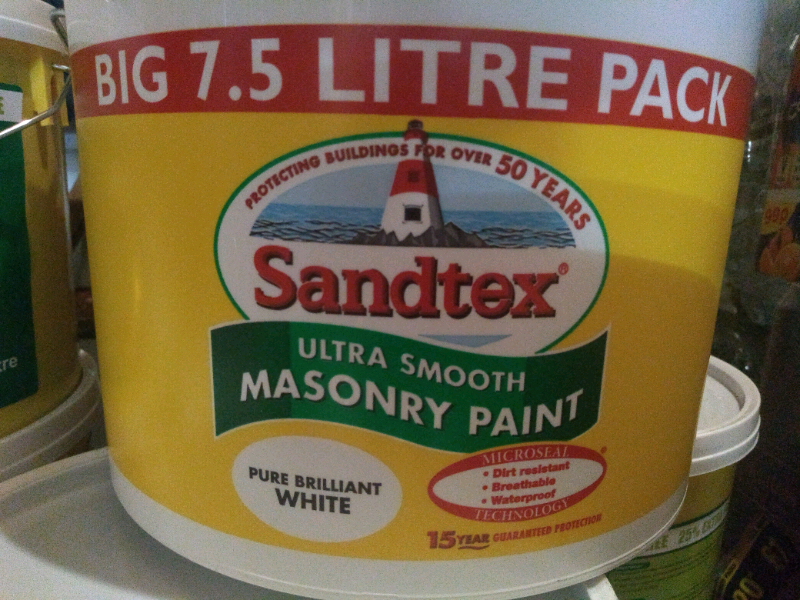 BIG 7.5 LITRE PACK
PROTECTING BUILDINGS FOR OVER 50 YEARS
Sandtex®
ULTRA SMOOTH
MASONRY PAINT
PURE BRILLIANT
WHITE
MICROSEAL
• Dirt resistant
• Breathable
• Waterproof
TECHNOLOGY
15 YEAR GUARANTEED PROTECTION
25%